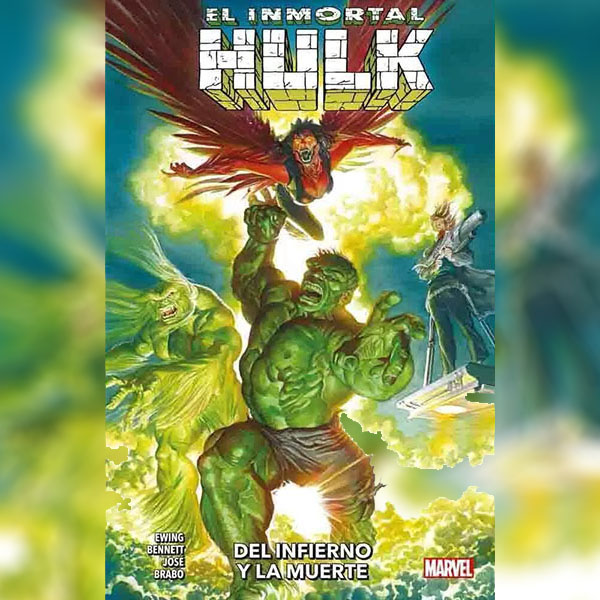 EL INMORTAL
HULK
EWING
BENNETT
JOSÉ
BRABO
DEL INFIERNO
Y LA MUERTE
MARVEL